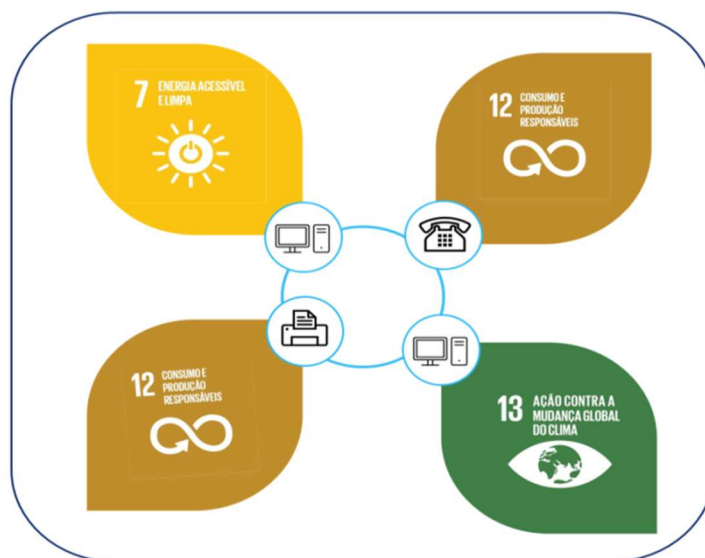 7 ENERGIA ACESSÍVEL
E LIMPA
12 CONSUMO E
PRODUÇÃO
RESPONSÁVEIS
12 CONSUMO E
PRODUÇÃO
RESPONSÁVEIS
13 AÇÃO CONTRA A
MUDANÇA GLOBAL
DO CLIMA